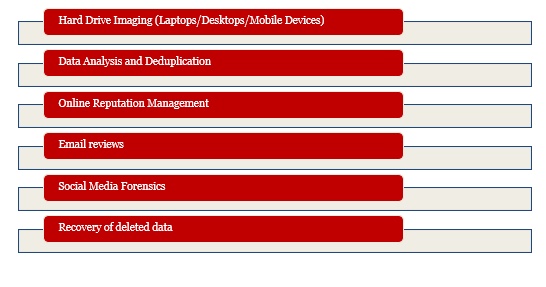 Hard Drive Imaging (Laptops/Desktops/Mobile Devices)
Data Analysis and Deduplication
Online Reputation Management
Email reviews
Social Media Forensics
Recovery of deleted data